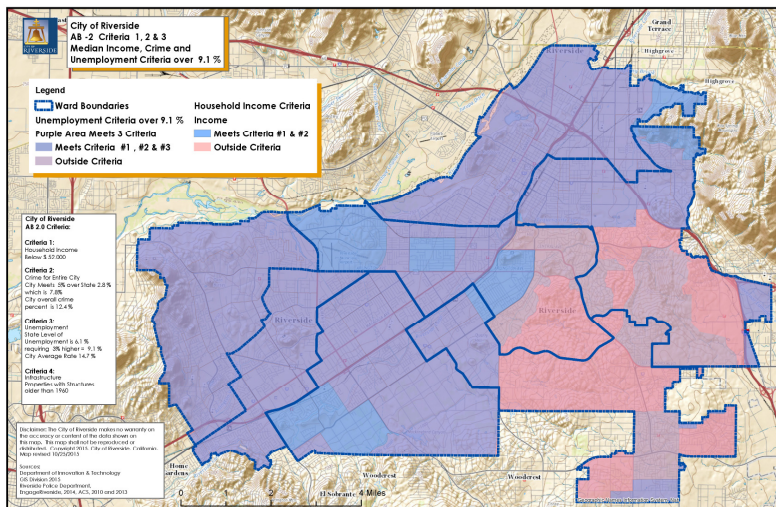 City of Riverside
AB -2 Criteria 1, 2 & 3
Median Income, Crime and
Unemployment Criteria over 9.1 %
RIVERSIDE
Grand
Terrace
Highgrove
Highgrove
Legend
Ward Boundaries
Household Income Criteria
Unemployment Criteria over 9.1 %
Income
Purple Area Meets 3 Criteria
Meets Criteria #1 & #2
Meets Criteria #1 , #2 & #3
Outside Criteria
Outside Criteria
City of Riverside
AB 2.0 Criteria:
Criteria 1:
Household Income
Below $ 52,000
Criteria 2:
Crime for Entire City
City Meets 5% over State 2.8 %
which is 7.8%
City overall crime
percent is 12.4 %
Criteria 3:
Unemployment
State Level of
Unemployment is 6.1 %
requiring 3% higher = 9.1 %
City Average Rate 14.7 %
Criteria 4:
Infrastructure
Properties with Structures
older than 1960
Riverside
Riverside
Riverside
Disclaimer: The City of Riverside makes no warranty on
the accuracy or content of the data shown on
this map. This map shall not be reproduced or
distributed. Copyright 2015, City of Riverside, California.
Map revised 10/23/2015
Sources:
Department of Innovation & Technology
GIS Division 2015
Riverside Police Department,
EngageRiverside, 2014, ACS, 2010 and 2013
Home
Gardens
Woodcrest
Woodcrest
El Sobrante
0 1 2 4 Miles